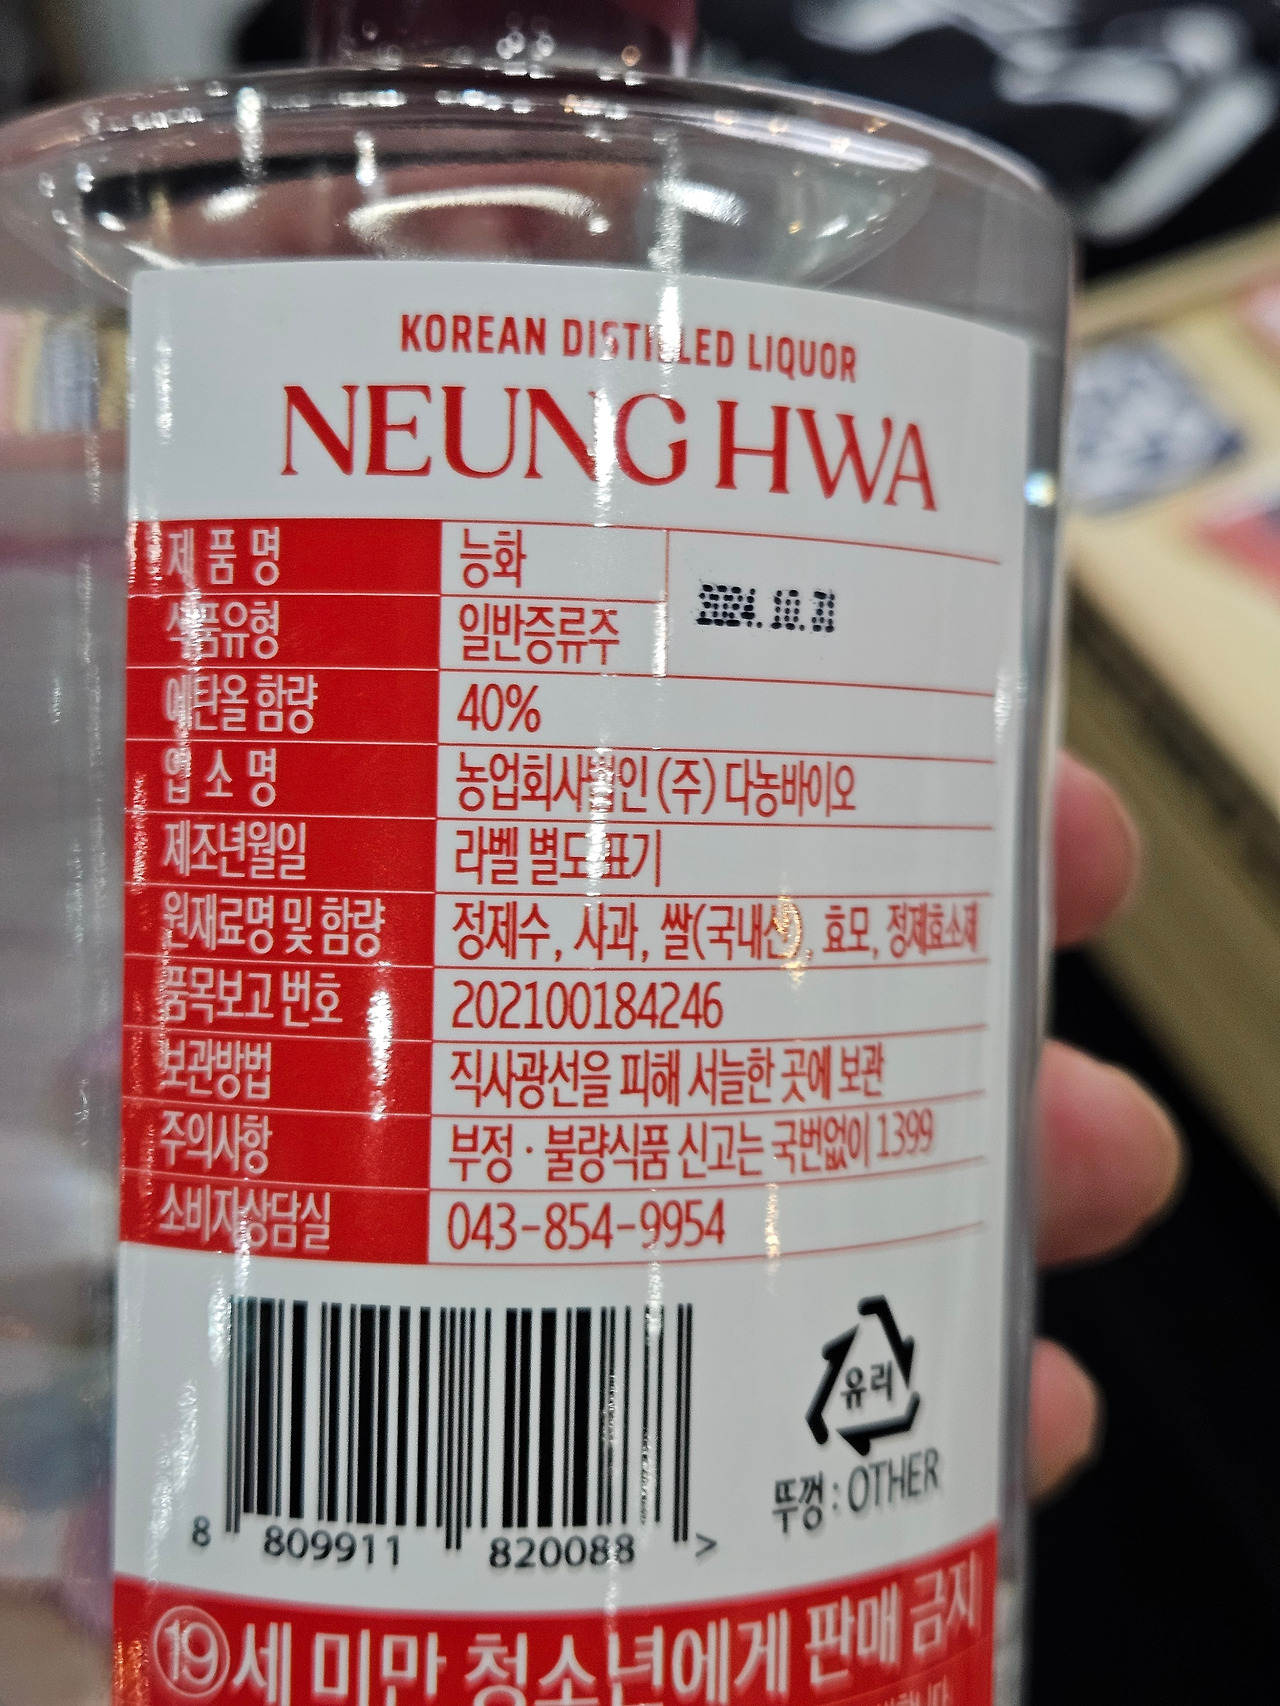 KOREAN DISTILLED LIQUOR
NEUNG HWA
제 품 명 능화
2024.10.31
식품유형 일반증류주
에탄올 함량 40%
업 소 명 농업회사법인 (주) 다농바이오
제조년월일 라벨 별도 표기
원재료명 및 함량 정제수, 사과, 쌀(국내산), 효모, 정제효소제
품목보고 번호 202100184246
보관방법 직사광선을 피해 서늘한 곳에 보관
주의사항 부정 · 불량식품 신고는 국번없이 1399
소비자상담실 043-854-9954
유리
뚜껑 : OTHER
8 809911 820088 >
19세 미만 청소년에게 판매 금지